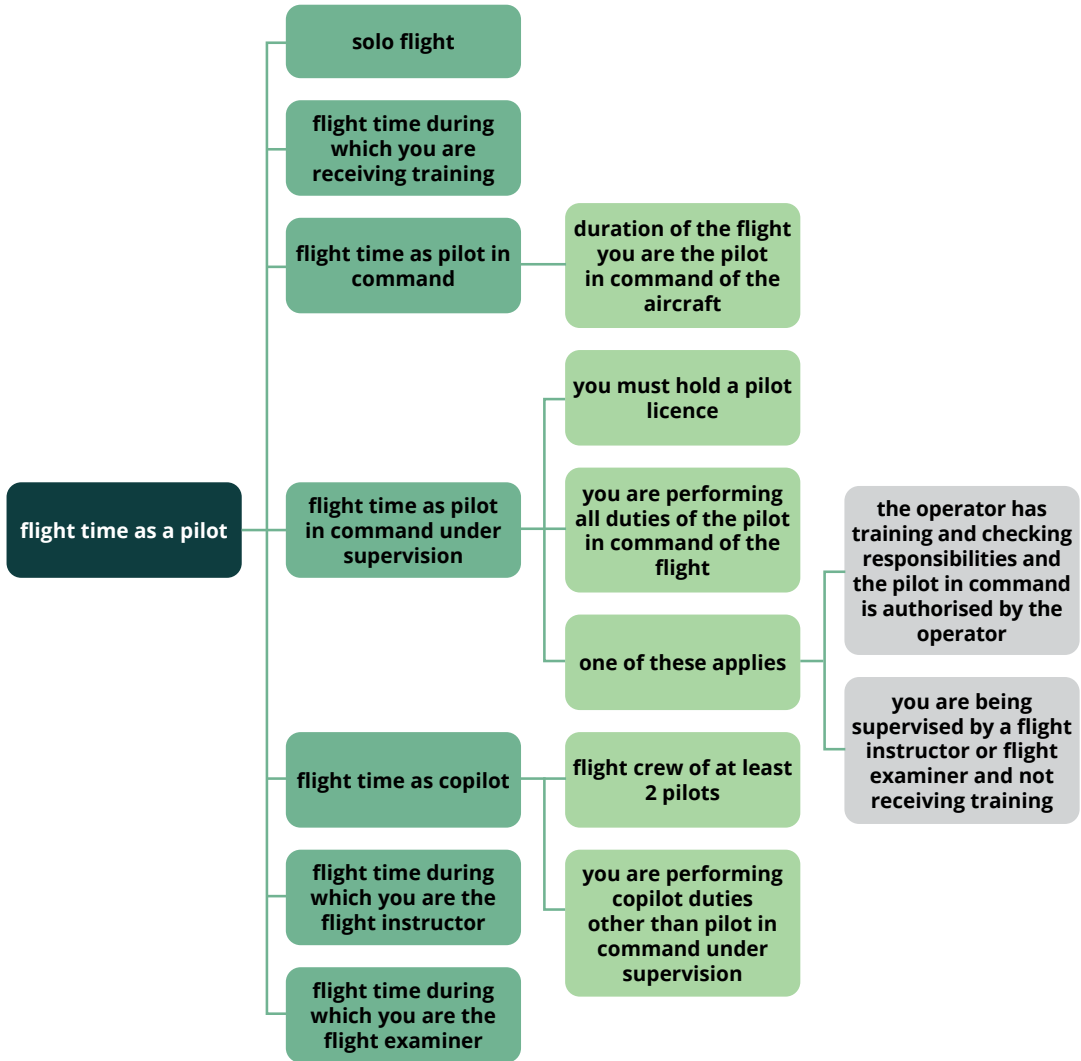 solo flight
flight time during
which you are
receiving training
flight time as pilot in
command
duration of the flight
you are the pilot
in command of the
aircraft
flight time as a pilot
flight time as pilot
in command under
supervision
you must hold a pilot
licence
you are performing
all duties of the pilot
in command of the
flight
one of these applies
the operator has
training and checking
responsibilities and
the pilot in command
is authorised by the
operator
you are being
supervised by a flight
instructor or flight
examiner and not
receiving training
flight time as copilot
flight crew of at least
2 pilots
you are performing
copilot duties
other than pilot in
command under
supervision
flight time during
which you are the
flight instructor
flight time during
which you are the
flight examiner